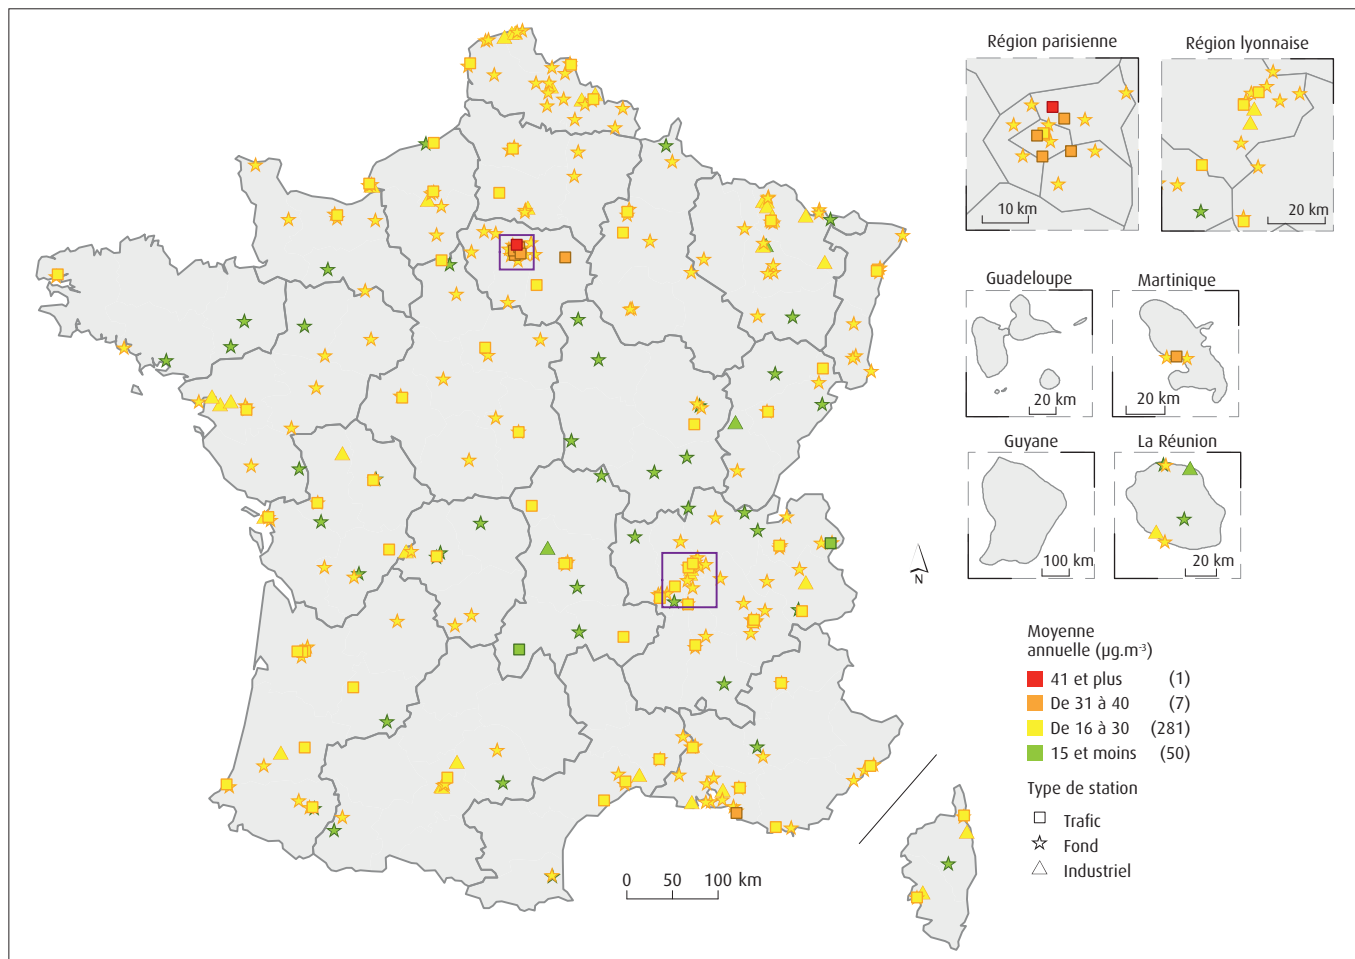 Région parisienne
Région lyonnaise
10 km
20 km
Guadeloupe
Martinique
20 km
20 km
Guyane
La Réunion
100 km
20 km
N
Moyenne
annuelle (µg.m-³)
41 et plus (1)
De 31 à 40 (7)
De 16 à 30 (281)
15 et moins (50)
Type de station
Trafic
Fond
Industriel
0 50 100 km